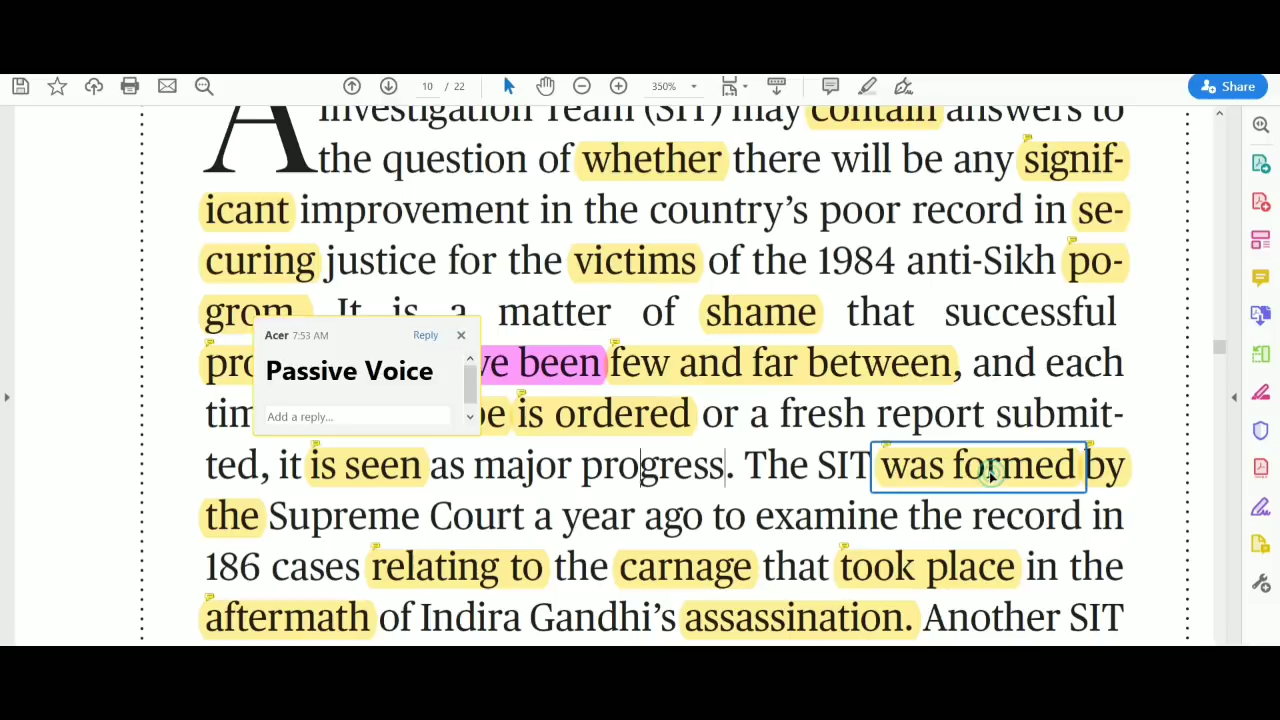 10 / 22
350%
Share
A
Investigation Team (SIT) may contain answers to
the question of whether there will be any signif-
icant improvement in the country's poor record in se-
curing justice for the victims of the 1984 anti-Sikh po-
grom. It is a matter of shame that successful
Acer 7:53 AM Reply
Passive Voice
Add a reply...
been few and far between, and each
is ordered or a fresh report submit-
ted, it is seen as major progress. The SIT was formed by
the Supreme Court a year ago to examine the record in
186 cases relating to the carnage that took place in the
aftermath of Indira Gandhi's assassination. Another SIT